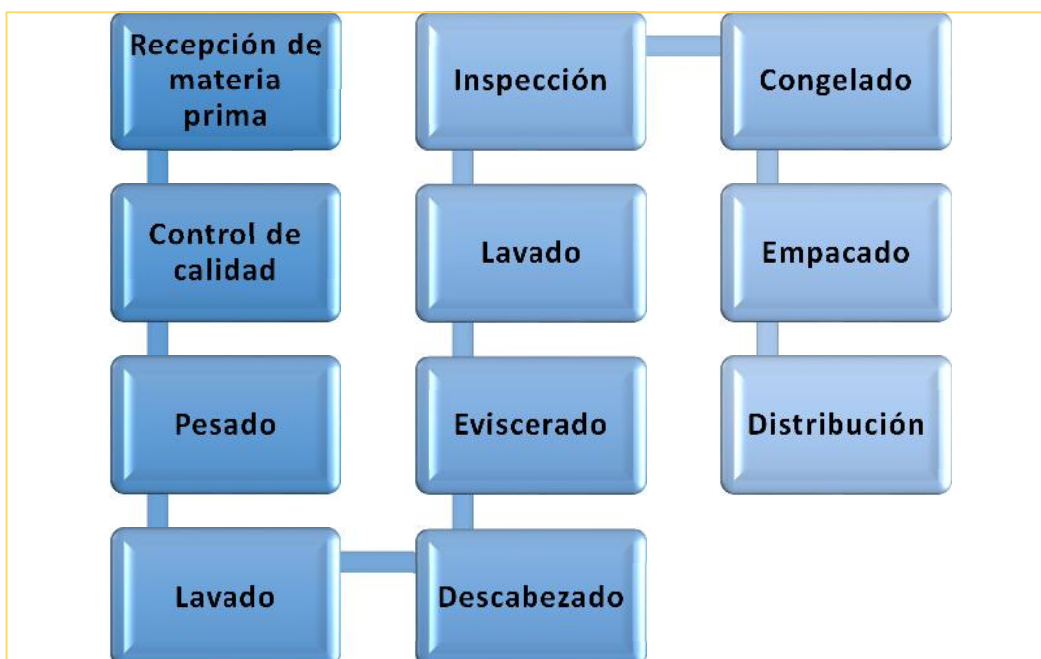 Recepción de
materia
prima
Control de
calidad
Pesado
Lavado
Descabezado
Eviscerado
Lavado
Inspección
Congelado
Empacado
Distribución